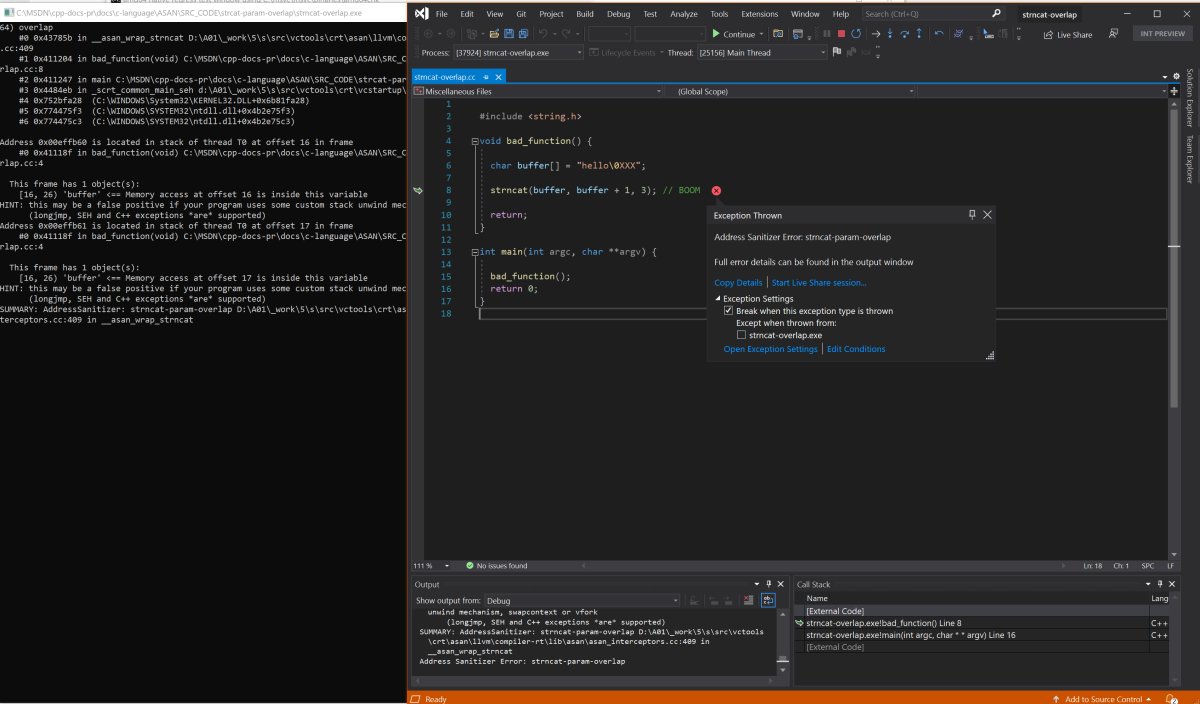 C:\MSDN\cpp-docs-pr\docs\c-language\ASAN\SRC_CODE\strcat-param-overlap\strncat-overlap.exe
64) overlap
#0 0x43785b in __asan_wrap_strncat D:\A01\_work\5\s\src\vctools\crt\asan\llvm\co
.cc:409
#1 0x411204 in bad_function(void) C:\MSDN\cpp-docs-pr\docs\c-language\ASAN\SRC_C
rlap.cc:8
#2 0x411247 in main C:\MSDN\cpp-docs-pr\docs\c-language\ASAN\SRC_CODE\strcat-par
#3 0x4484eb in _scrt_common_main_seh d:\A01\_work\5\s\src\vctools\crt\vcstartup\
#4 0x752bfa28 (C:\WINDOWS\System32\KERNEL32.DLL+0x6b81fa28)
#5 0x774475f3 (C:\WINDOWS\SYSTEM32\ntdll.dll+0x4b2e75f3)
#6 0x774475c3 (C:\WINDOWS\SYSTEM32\ntdll.dll+0x4b2e75c3)
Address 0x00effb60 is located in stack of thread T0 at offset 16 in frame
#0 0x41118f in bad_function(void) C:\MSDN\cpp-docs-pr\docs\c-language\ASAN\SRC_C
rlap.cc:4
This frame has 1 object(s):
[16, 26) 'buffer' <== Memory access at offset 16 is inside this variable
HINT: this may be a false positive if your program uses some custom stack unwind mec
(longjmp, SEH and C++ exceptions *are* supported)
Address 0x00effb61 is located in stack of thread T0 at offset 17 in frame
#0 0x41118f in bad_function(void) C:\MSDN\cpp-docs-pr\docs\c-language\ASAN\SRC_C
rlap.cc:4
This frame has 1 object(s):
[16, 26) 'buffer' <== Memory access at offset 17 is inside this variable
HINT: this may be a false positive if your program uses some custom stack unwind mec
(longjmp, SEH and C++ exceptions *are* supported)
SUMMARY: AddressSanitizer: strncat-param-overlap D:\A01\_work\5\s\src\vctools\crt\as
nterceptors.cc:409 in __asan_wrap_strncat
File Edit View Git Project Build Debug Test Analyze Tools Extensions Window Help Search (Ctrl+Q) strncat-overlap
Continue Live Share INT PREVIEW
Process: [37924] strncat-overlap.exe Lifecycle Events Thread: [25156] Main Thread
strncat-overlap.cc
Miscellaneous Files (Global Scope)
1
2 #include <string.h>
3
4 void bad_function() {
5
6 char buffer[] = "hello\0XXX";
7
8 strncat(buffer, buffer + 1, 3); // BOOM
9
10 return;
11 }
12
13 int main(int argc, char **argv) {
14
15 bad_function();
16 return 0;
17 }
18
Exception Thrown
Address Sanitizer Error: strncat-param-overlap
Full error details can be found in the output window
Copy Details | Start Live Share session...
Exception Settings
Break when this exception type is thrown
Except when thrown from:
strncat-overlap.exe
Open Exception Settings | Edit Conditions
Solution Explorer
Team Explorer
111 % No issues found Ln: 18 Ch: 1 SPC LF
Output
Show output from: Debug
unwind mechanism, swapcontext or vfork
(longjmp, SEH and C++ exceptions *are* supported)
SUMMARY: AddressSanitizer: strncat-param-overlap D:\A01\_work\5\s\src\vctools
\crt\asan\llvm\compiler-rt\lib\asan\asan_interceptors.cc:409 in
__asan_wrap_strncat
Address Sanitizer Error: strncat-param-overlap
Call Stack
Name Lang
[External Code]
strncat-overlap.exe!bad_function() Line 8 C++
strncat-overlap.exe!main(int argc, char * * argv) Line 16 C++
[External Code]
Ready Add to Source Control 2